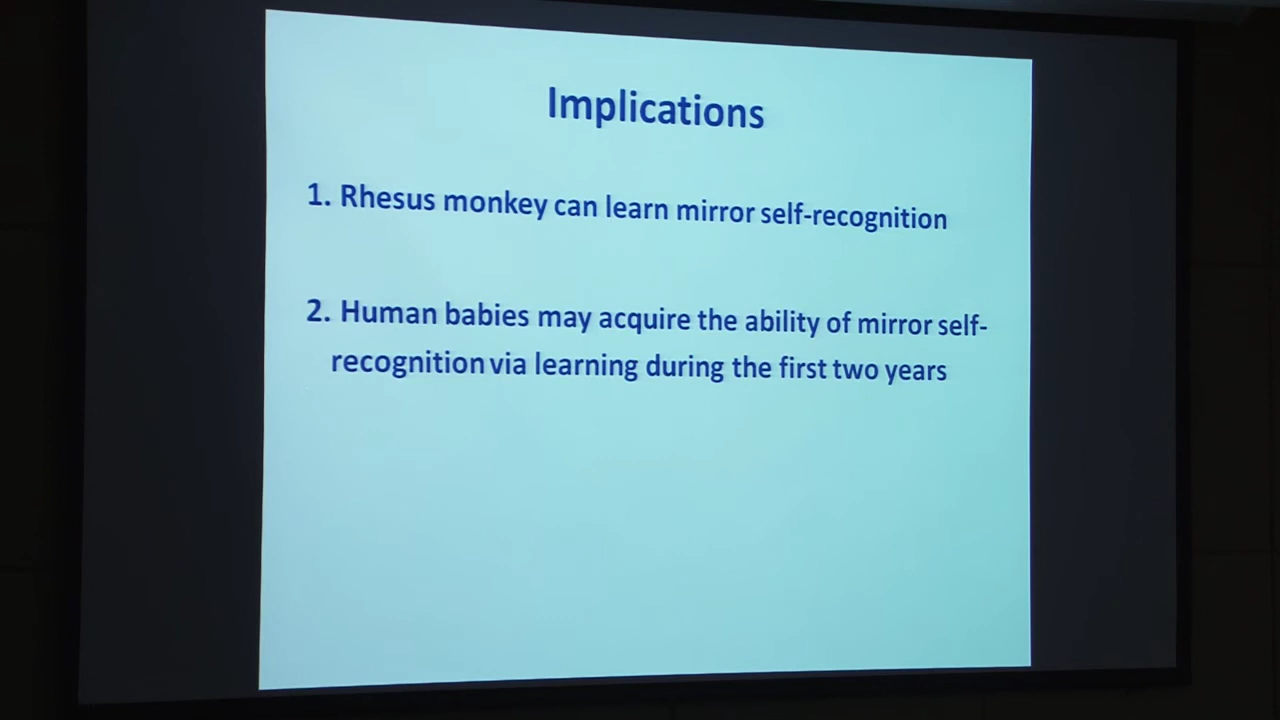 Implications
1. Rhesus monkey can learn mirror self-recognition
2. Human babies may acquire the ability of mirror self-
recognition via learning during the first two years